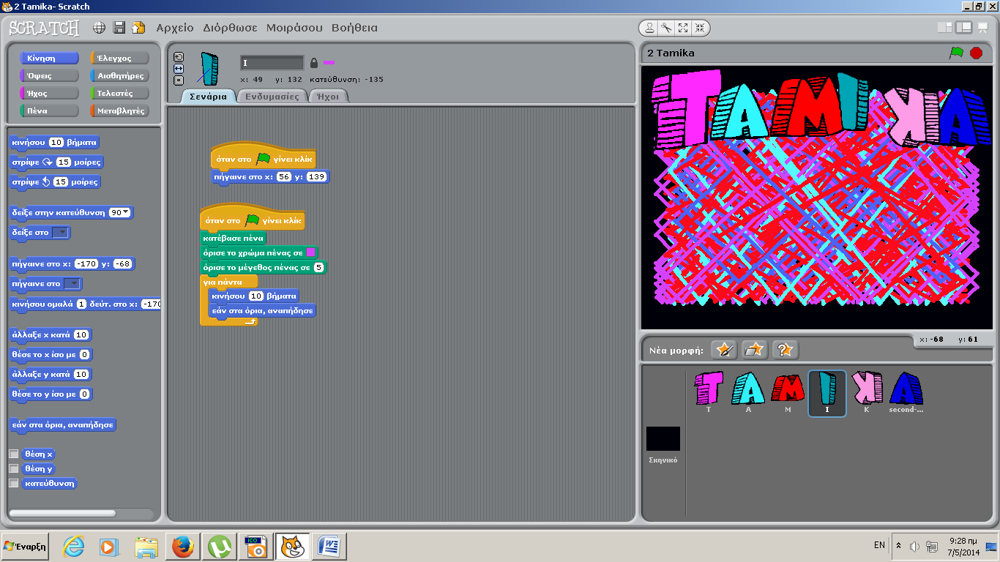 2 Tamika- Scratch
SCRATCH
Αρχείο Διόρθωσε Μοιράσου Βοήθεια
Κίνηση Έλεγχος
Όψεις Αισθητήρες
Ήχος Τελεστές
Πένα Μεταβλητές
κινήσου 10 βήματα
στρίψε 15 μοίρες
στρίψε 15 μοίρες
δείξε στην κατεύθυνση 90
δείξε στο
πήγαινε στο x: -170 y: -68
πήγαινε στο
κινήσου ομαλά 1 δεύτ. στο x: -170
άλλαξε x κατά 10
θέσε το x ίσο με 0
άλλαξε y κατά 10
θέσε το y ίσο με 0
εάν στα όρια, αναπήδησε
θέση x
θέση y
κατεύθυνση
I
x: 49 y: 132 κατεύθυνση: -135
Σενάρια Ενδυμασίες Ήχοι
όταν στο γίνει κλίκ
πήγαινε στο x: 56 y: 139
όταν στο γίνει κλίκ
κατέβασε πένα
όρισε το χρώμα πένας σε
όρισε το μέγεθος πένας σε 5
για πάντα
κινήσου 10 βήματα
εάν στα όρια, αναπήδησε
2 Tamika
TAMIKA
x: -68 y: 61
Νέα μορφή:
T A M I K A
T A M I K second-...
Σκηνικό
Έναρξη
ICO
EN
9:28 πμ
7/5/2014